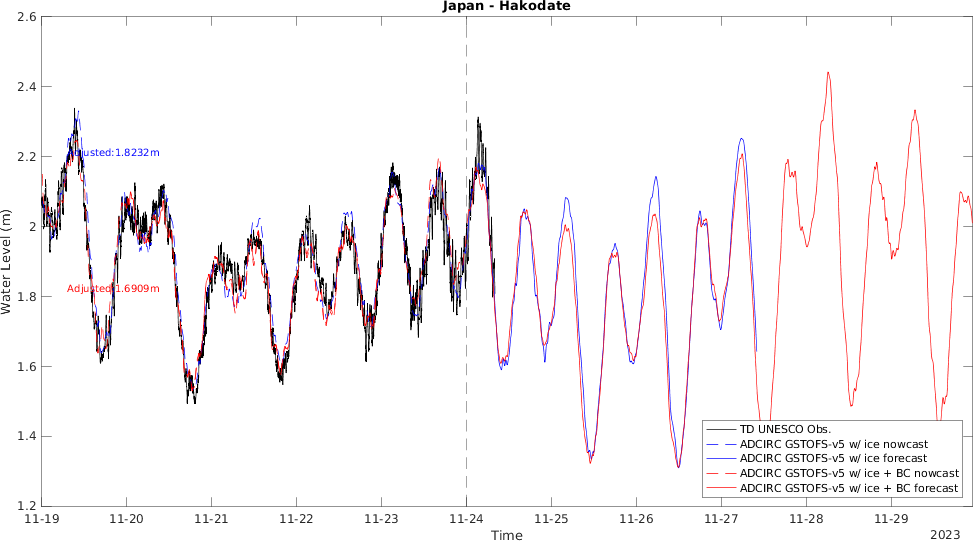 Japan - Hakodate
2.6
2.4
2.2
2
1.8
1.6
1.4
1.2
Water Level (m)
Adjusted:1.8232m
Adjusted:1.6909m
TD UNESCO Obs.
ADCIRC GSTOFS-v5 w/ ice nowcast
ADCIRC GSTOFS-v5 w/ ice forecast
ADCIRC GSTOFS-v5 w/ ice + BC nowcast
ADCIRC GSTOFS-v5 w/ ice + BC forecast
11-19 11-20 11-21 11-22 11-23 11-24 11-25 11-26 11-27 11-28 11-29
Time
2023